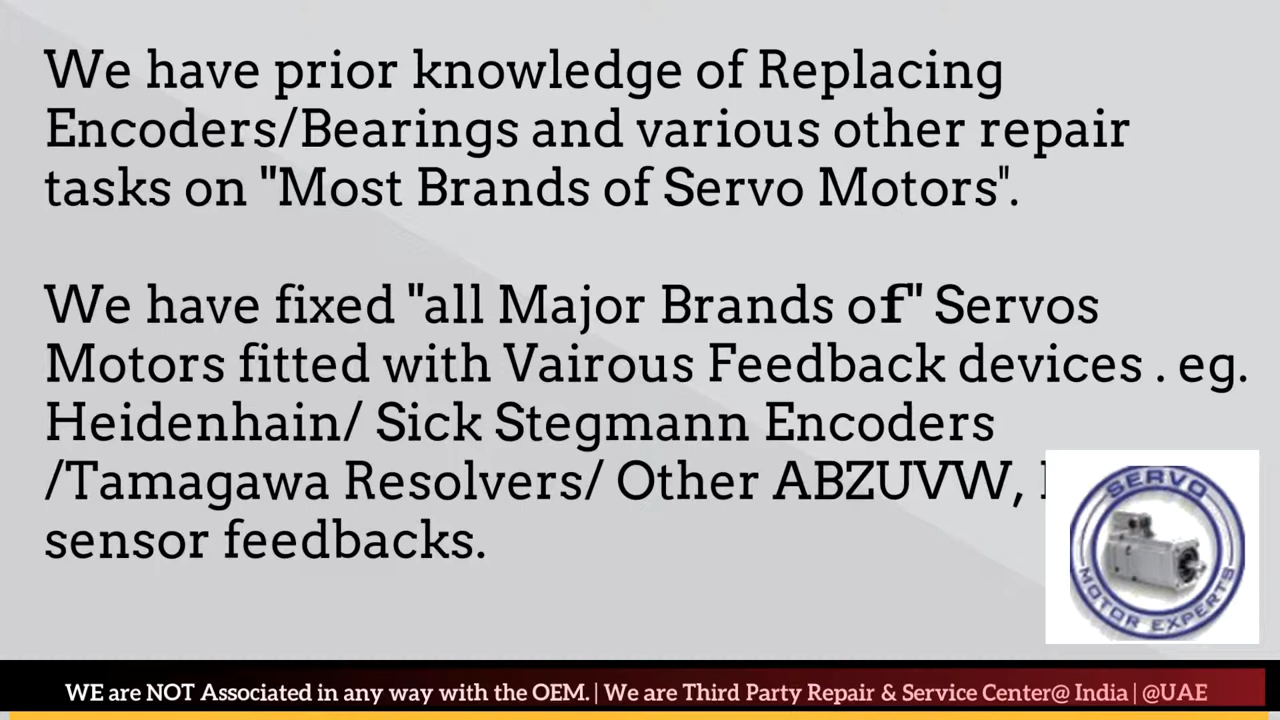 We have prior knowledge of Replacing
Encoders/Bearings and various other repair
tasks on "Most Brands of Servo Motors".
We have fixed "all Major Brands of" Servos
Motors fitted with Vairous Feedback devices . eg.
Heidenhain/ Sick Stegmann Encoders
/Tamagawa Resolvers/ Other ABZUVW,
sensor feedbacks.
SERVO
MOTOR EXPERTS
WE are NOT Associated in any way with the OEM. | We are Third Party Repair & Service Center@ India | @UAE